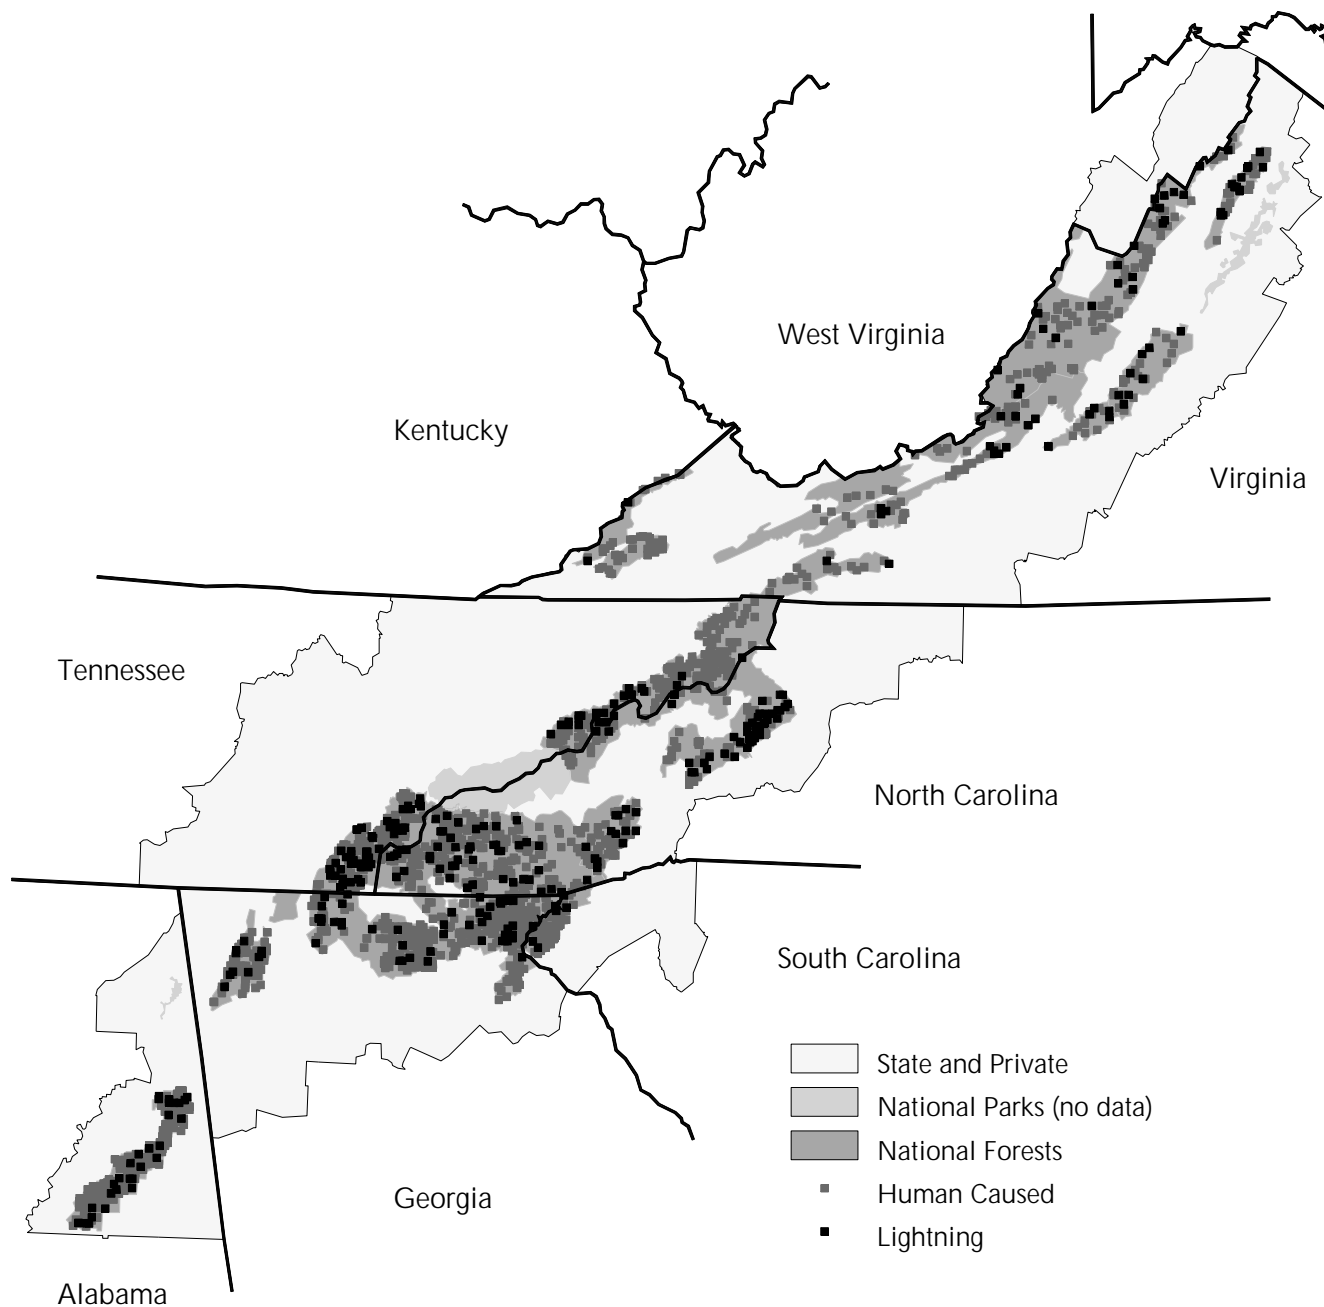 West Virginia
Kentucky
Virginia
Tennessee
North Carolina
South Carolina
State and Private
National Parks (no data)
National Forests
Human Caused
Georgia
Lightning
Alabama